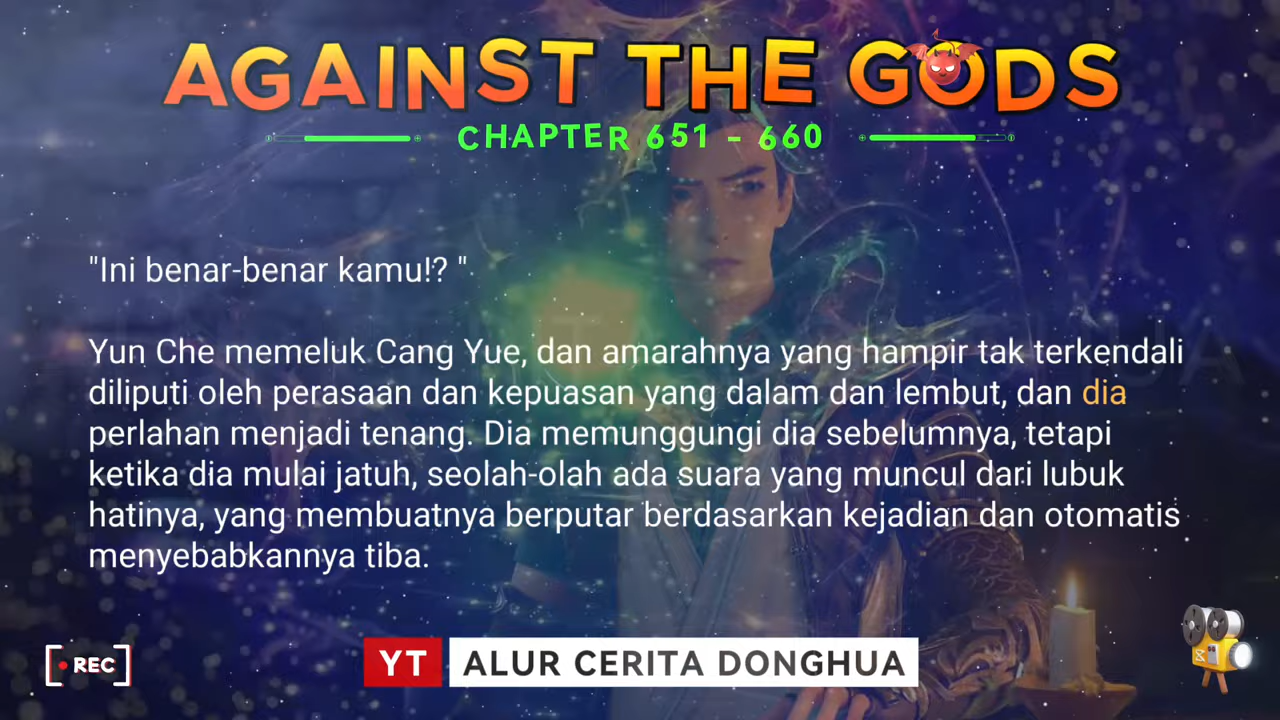 AGAINST THE GODS
CHAPTER 651 - 660
"Ini benar-benar kamu!? "
Yun Che memeluk Cang Yue, dan amarahnya yang hampir tak terkendali
diliputi oleh perasaan dan kepuasan yang dalam dan lembut, dan dia
perlahan menjadi tenang. Dia memunggungi dia sebelumnya, tetapi
ketika dia mulai jatuh, seolah-olah ada suara yang muncul dari lubuk
hatinya, yang membuatnya berputar berdasarkan kejadian dan otomatis
menyebabkannya tiba.
REC
YT ALUR CERITA DONGHUA